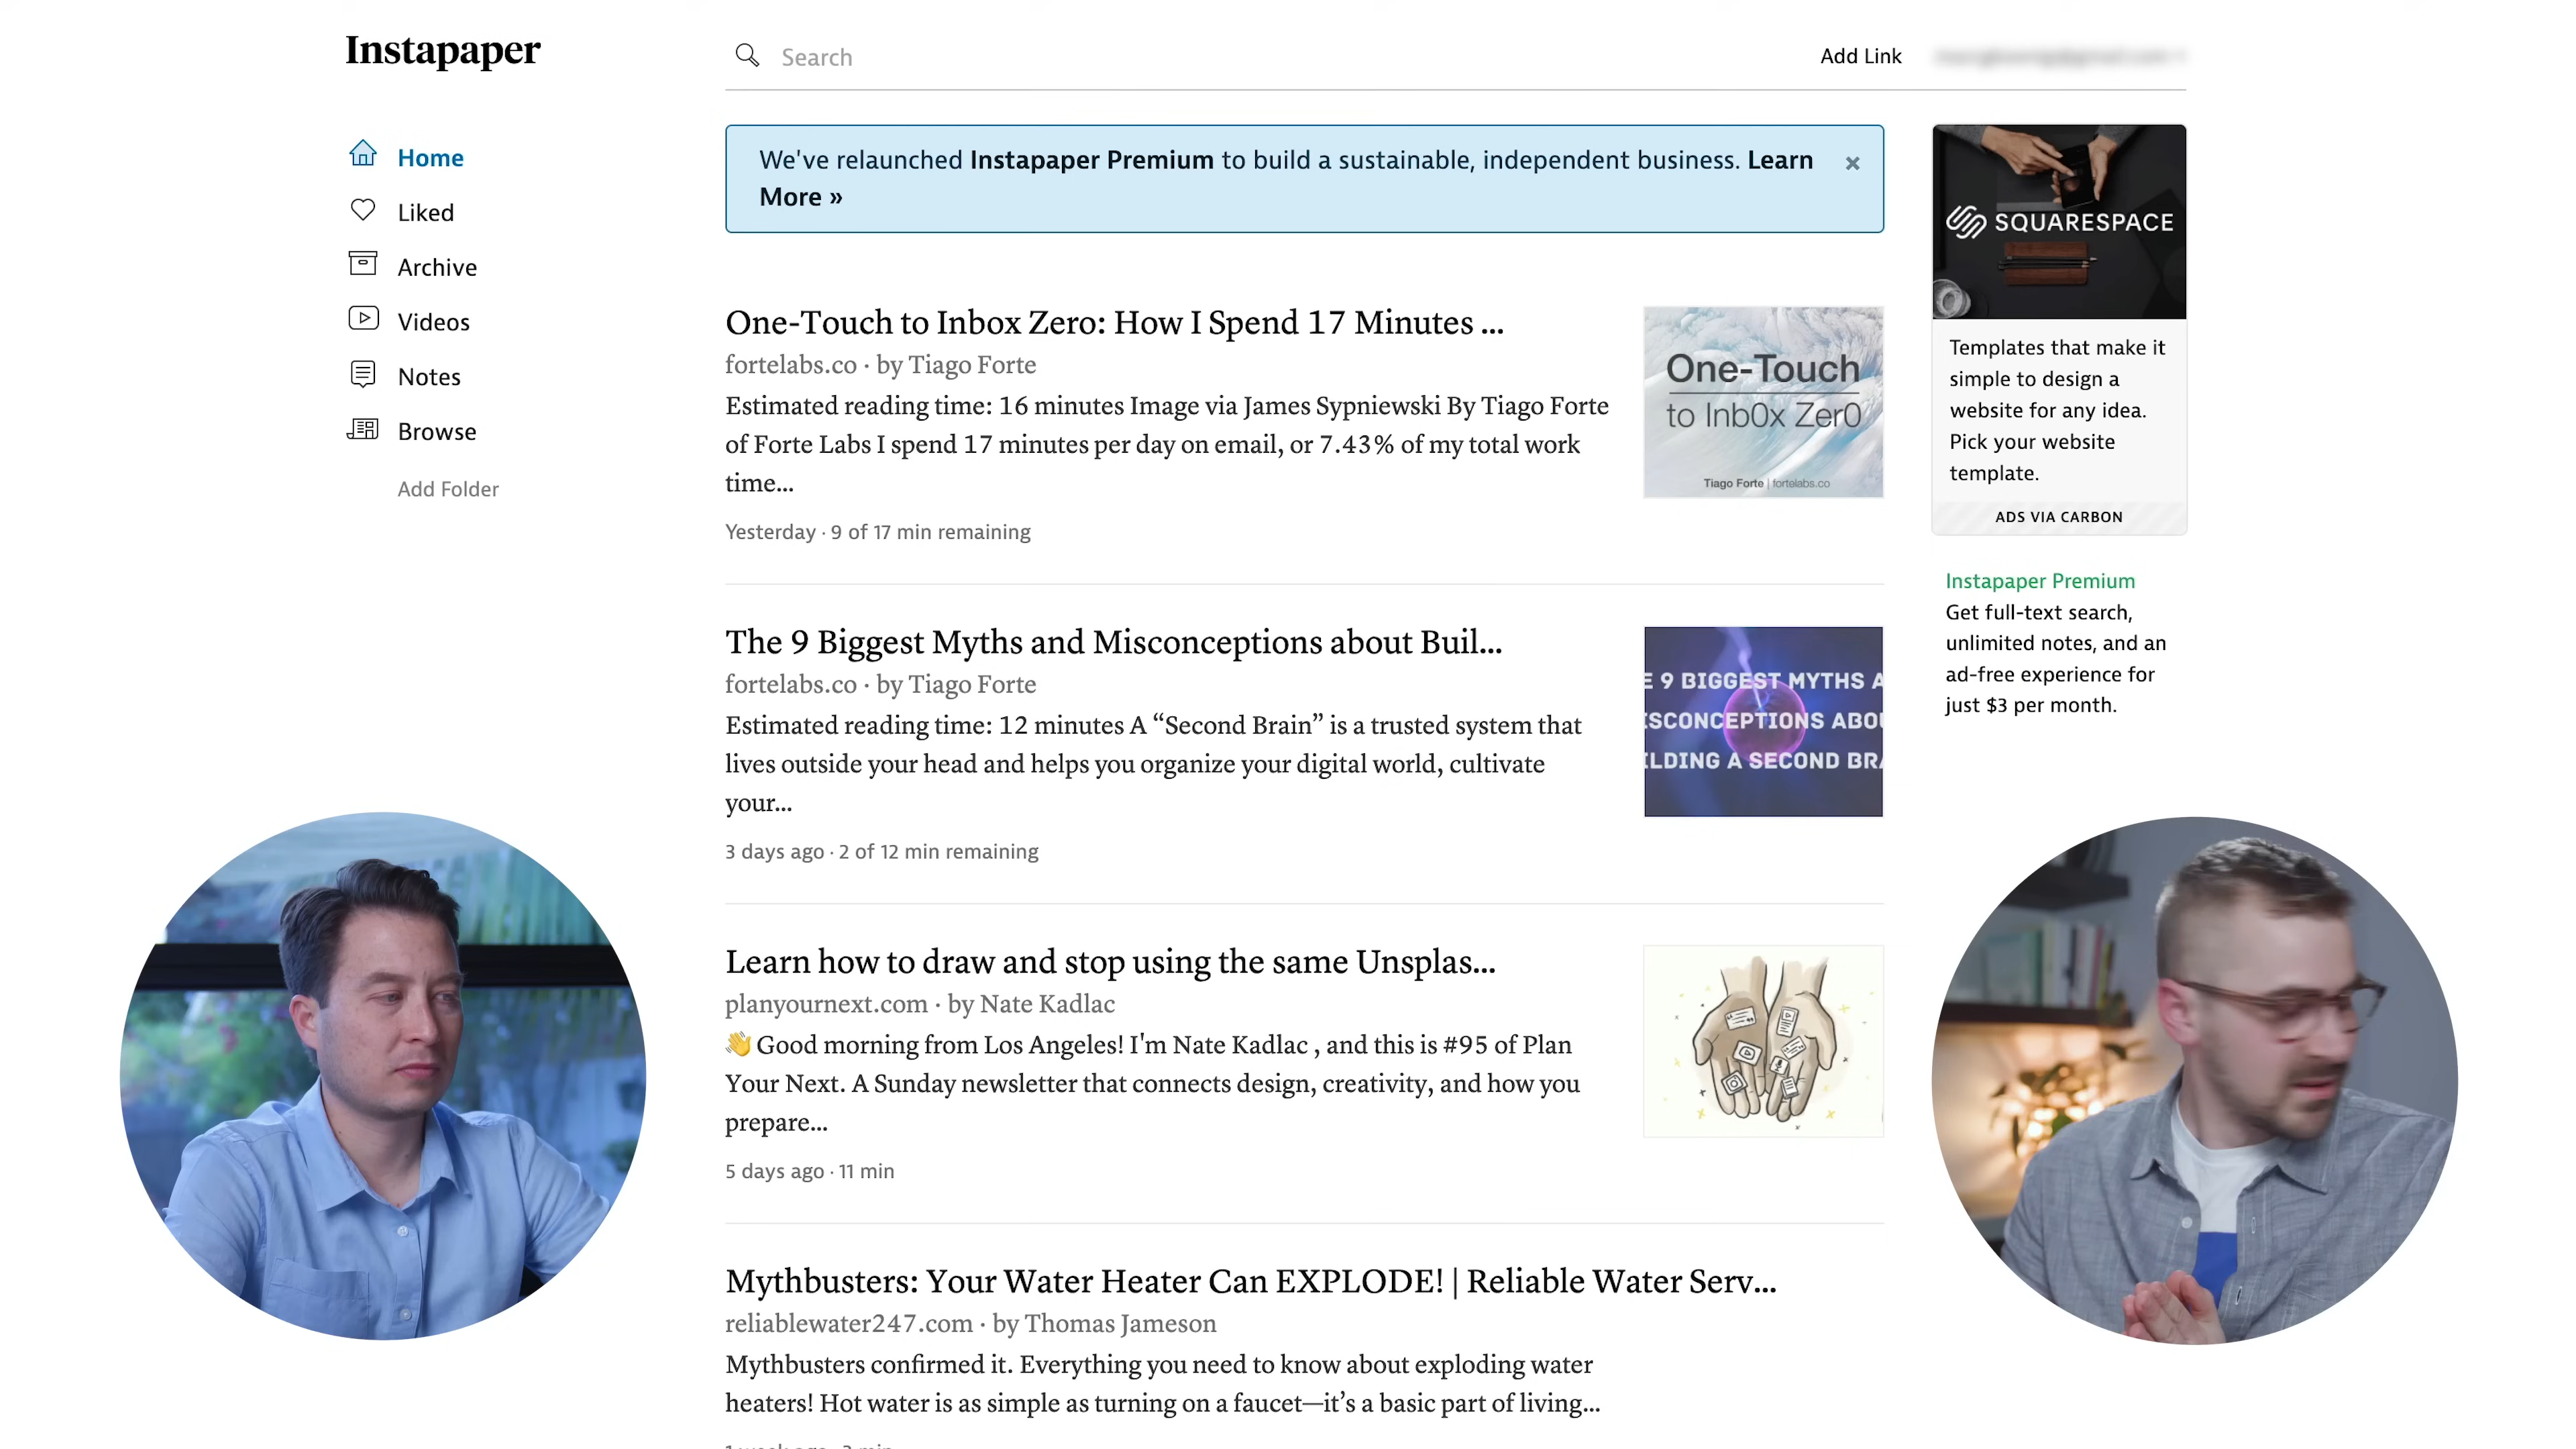 Instapaper
Search
Add Link
Home
Liked
Archive
Videos
Notes
Browse
Add Folder
We've relaunched Instapaper Premium to build a sustainable, independent business. Learn
More »
×
One-Touch to Inbox Zero: How I Spend 17 Minutes ...
fortelabs.co · by Tiago Forte
Estimated reading time: 16 minutes Image via James Sypniewski By Tiago Forte
of Forte Labs I spend 17 minutes per day on email, or 7.43% of my total work
time...
Yesterday · 9 of 17 min remaining
One-Touch
to Inb0x Zer0
Tiago Forte | fortelabs.co
The 9 Biggest Myths and Misconceptions about Buil...
fortelabs.co · by Tiago Forte
Estimated reading time: 12 minutes A “Second Brain” is a trusted system that
lives outside your head and helps you organize your digital world, cultivate
your...
3 days ago · 2 of 12 min remaining
E 9 BIGGEST MYTHS A
ISCONCEPTIONS ABOU
ILDING A SECOND BRA
Learn how to draw and stop using the same Unsplas...
planyournext.com · by Nate Kadlac
👋 Good morning from Los Angeles! I'm Nate Kadlac , and this is #95 of Plan
Your Next. A Sunday newsletter that connects design, creativity, and how you
prepare...
5 days ago · 11 min
Mythbusters: Your Water Heater Can EXPLODE! | Reliable Water Serv...
reliablewater247.com · by Thomas Jameson
Mythbusters confirmed it. Everything you need to know about exploding water
heaters! Hot water is as simple as turning on a faucet—it’s a basic part of living...
SQUARESPACE
Templates that make it
simple to design a
website for any idea.
Pick your website
template.
ADS VIA CARBON
Instapaper Premium
Get full-text search,
unlimited notes, and an
ad-free experience for
just $3 per month.